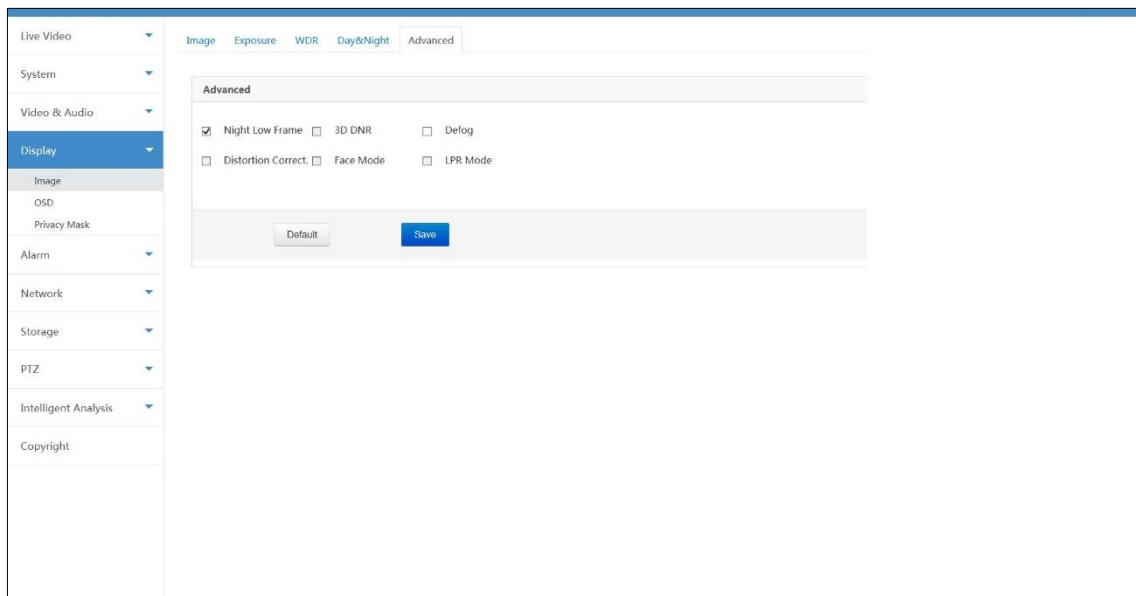 Live Video
System
Video & Audio
Display
Image
OSD
Privacy Mask
Alarm
Network
Storage
PTZ
Intelligent Analysis
Copyright
Image Exposure WDR Day&Night Advanced
Advanced
Night Low Frame 3D DNR Defog
Distortion Correct. Face Mode LPR Mode
Default Save